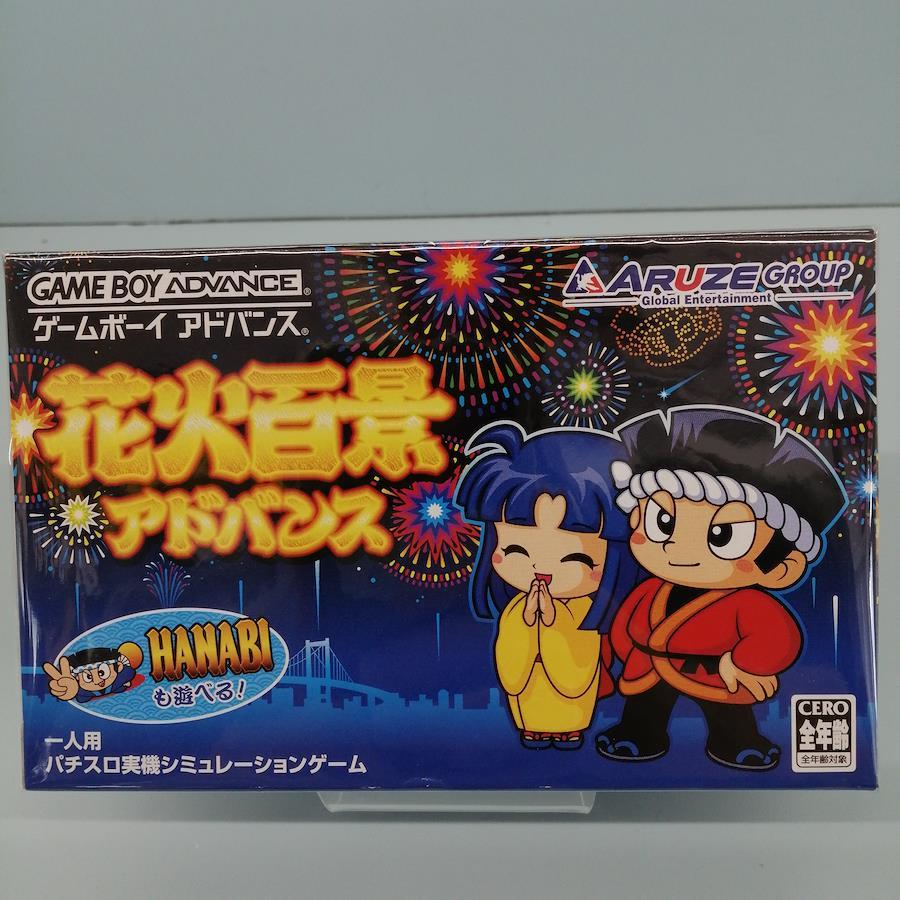 GAME BOY ADVANCE®
ゲームボーイ アドバンス®
ARUZE GROUP
Global Entertainment
花火百景
アドバンス
HANABI
も遊べる!
一人用
パチスロ実機シミュレーションゲーム
CERO
全年齢
全年齢対象